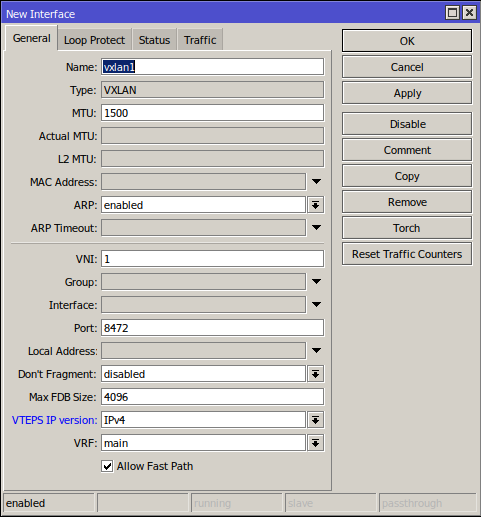 New Interface
General Loop Protect Status Traffic
Name: vxlan1
Type: VXLAN
MTU: 1500
Actual MTU:
L2 MTU:
MAC Address:
ARP: enabled
ARP Timeout:
VNI: 1
Group:
Interface:
Port: 8472
Local Address:
Don't Fragment: disabled
Max FDB Size: 4096
VTEPS IP version: IPv4
VRF: main
Allow Fast Path
OK
Cancel
Apply
Disable
Comment
Copy
Remove
Torch
Reset Traffic Counters
enabled running slave passthrough